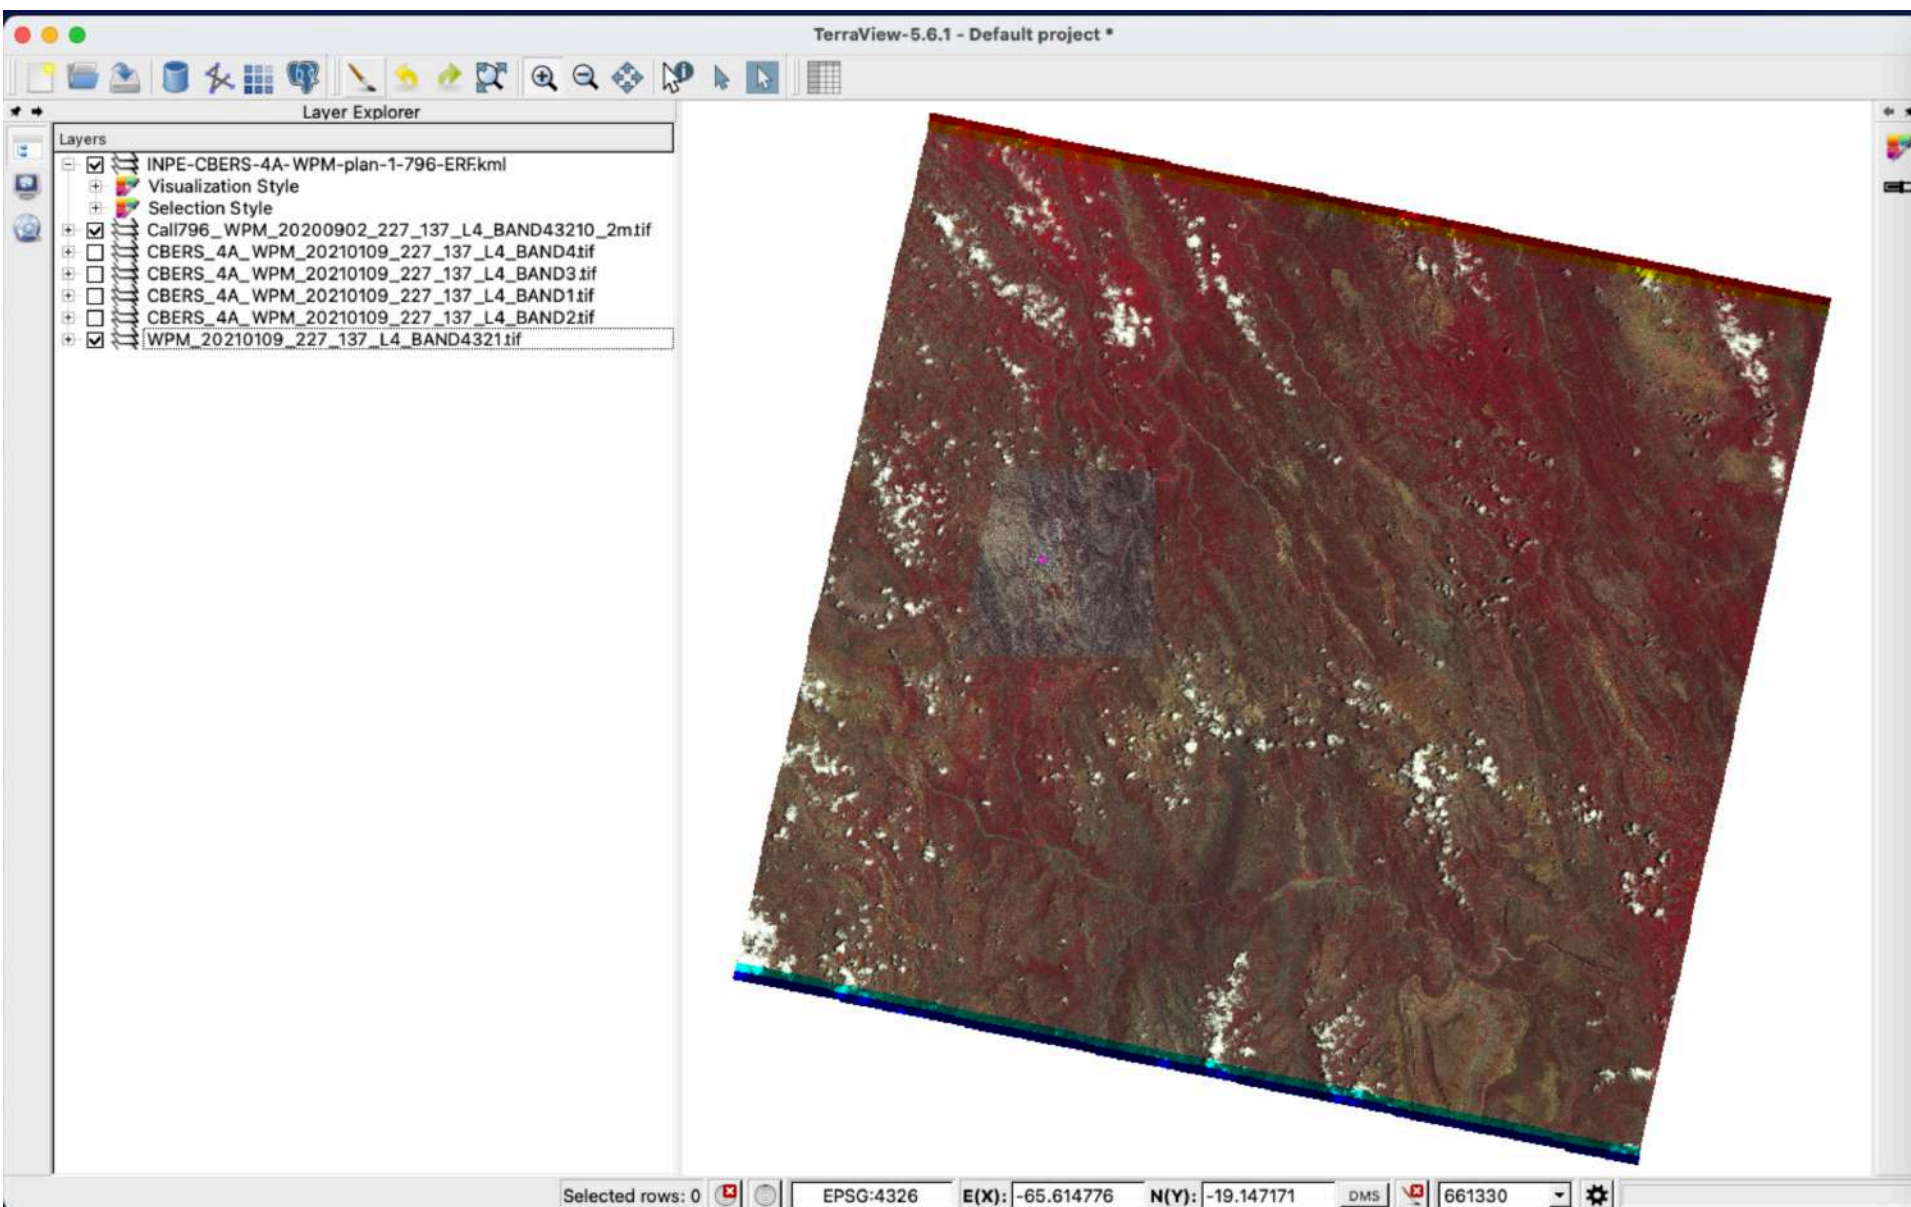 TerraView-5.6.1 - Default project *
Layer Explorer
Layers
INPE-CBERS-4A-WPM-plan-1-796-ERF.kml
Visualization Style
Selection Style
Call796_WPM_20200902_227_137_L4_BAND43210_2m.tif
CBERS_4A_WPM_20210109_227_137_L4_BAND4.tif
CBERS_4A_WPM_20210109_227_137_L4_BAND3.tif
CBERS_4A_WPM_20210109_227_137_L4_BAND1.tif
CBERS_4A_WPM_20210109_227_137_L4_BAND2.tif
WPM_20210109_227_137_L4_BAND4321.tif
Selected rows: 0 EPSG:4326 E(X): -65.614776 N(Y): -19.147171 DMS 661330